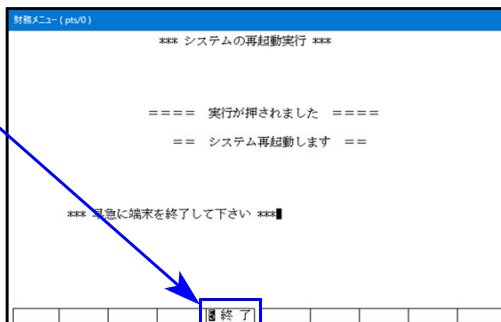 財務メニュー ( pts/0 )
*** システムの再起動実行 ***
==== 実行が押されました ====
== システム再起動します ==
*** 早急に端末を終了して下さい ***
5 終 了